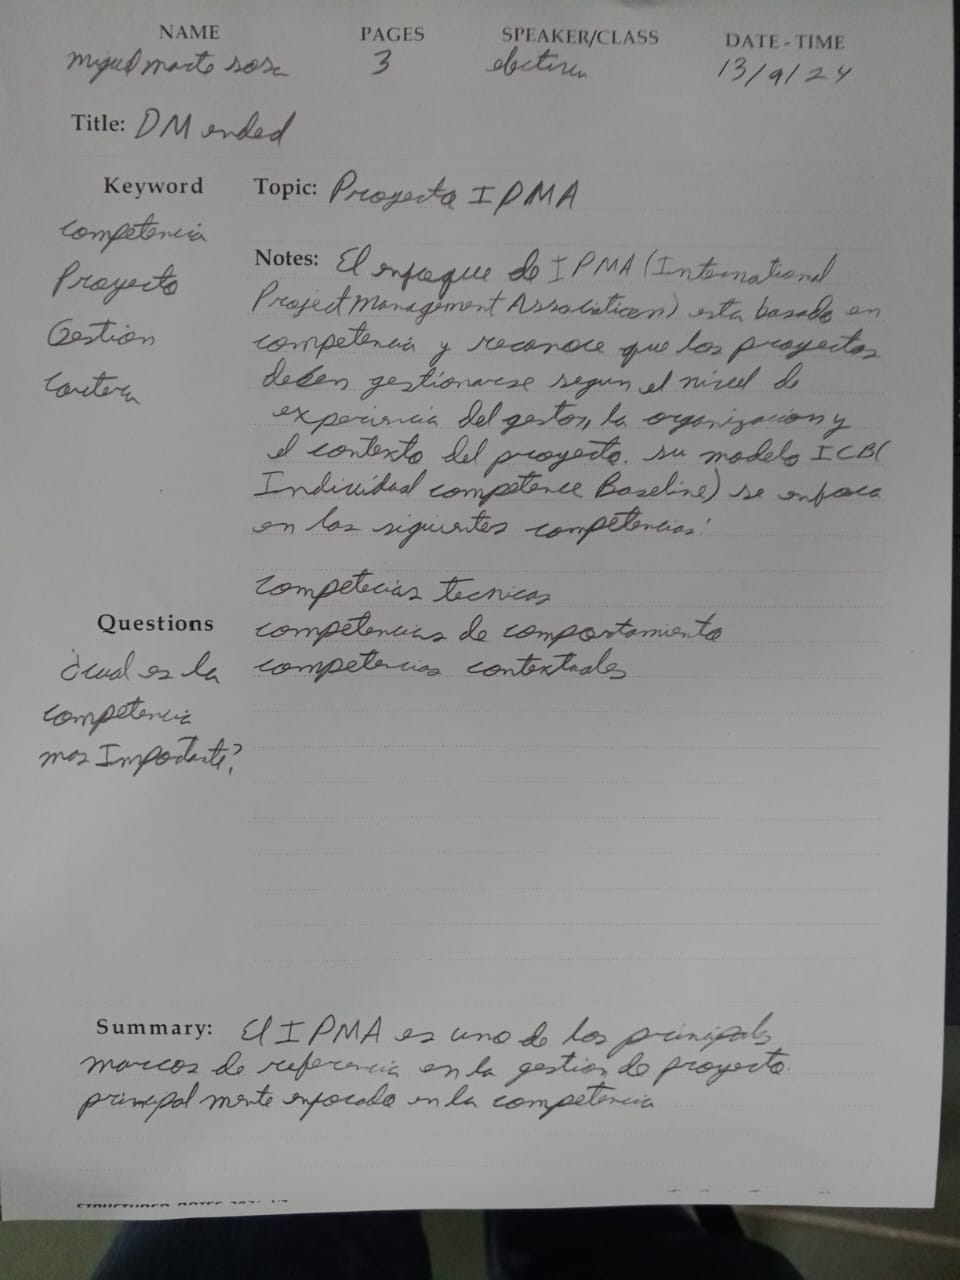 NAME PAGES SPEAKER/CLASS DATE-TIME
miguel marte sosa 3 electiva 13/9/24
Title: DM ended
Keyword
competencia
Proyecto
Gestion
Cartera
Topic: Proyecto IPMA
Notes: El enfoque de IPMA (International
Project Management Association) esta basado en
competencia y reconoce que los proyectos
deben gestionarse segun el nivel de
experiencia del gestor, la organizacion y
el contexto del proyecto. su modelo ICB(
Individual competence Baseline) se enfoca
en las siguientes competencias:
competecias tecnicas
competencias de comportamiento
competencias contextuales
Questions
¿cual es la
competencia
mas Importante?
Summary: El IPMA es uno de los principales
marcos de referencia en la gestion de proyecto.
principal mente enfocado en la competencia